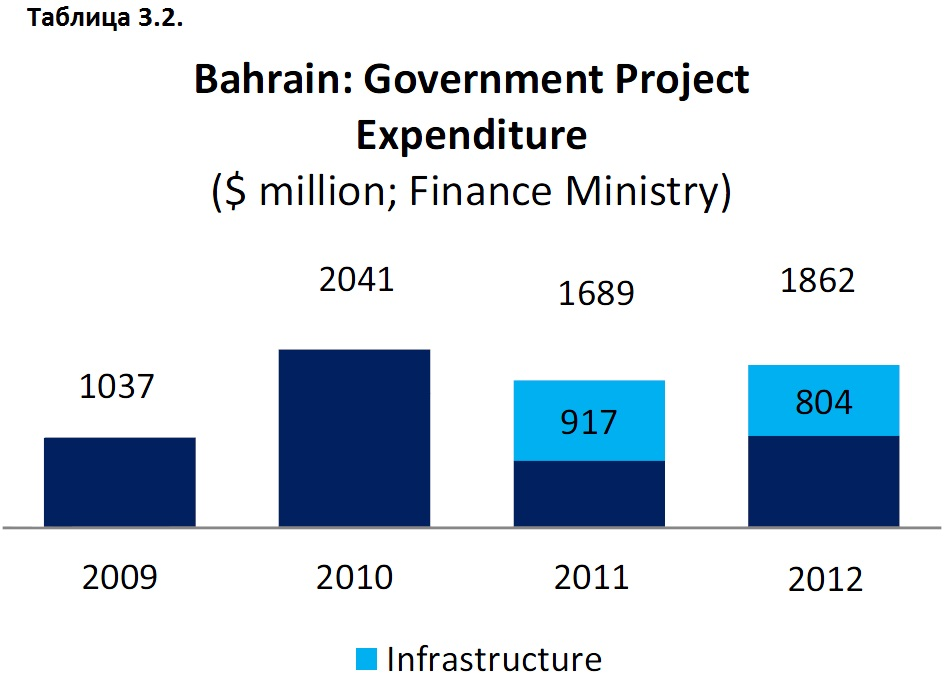 Таблица 3.2.
Bahrain: Government Project
Expenditure
($ million; Finance Ministry)
1037
2041
1689
1862
917
804
2009
2010
2011
2012
Infrastructure